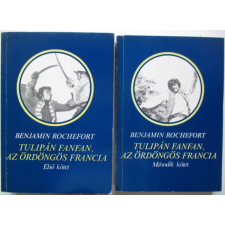 BENJAMIN ROCHEFORT
TULIPÁN FANFAN,
AZ ÖRDÖNGÖS FRANCIA
Első kötet
BENJAMIN ROCHEFORT
TULIPÁN FANFAN,
AZ ÖRDÖNGÖS FRANCIA
Második kötet